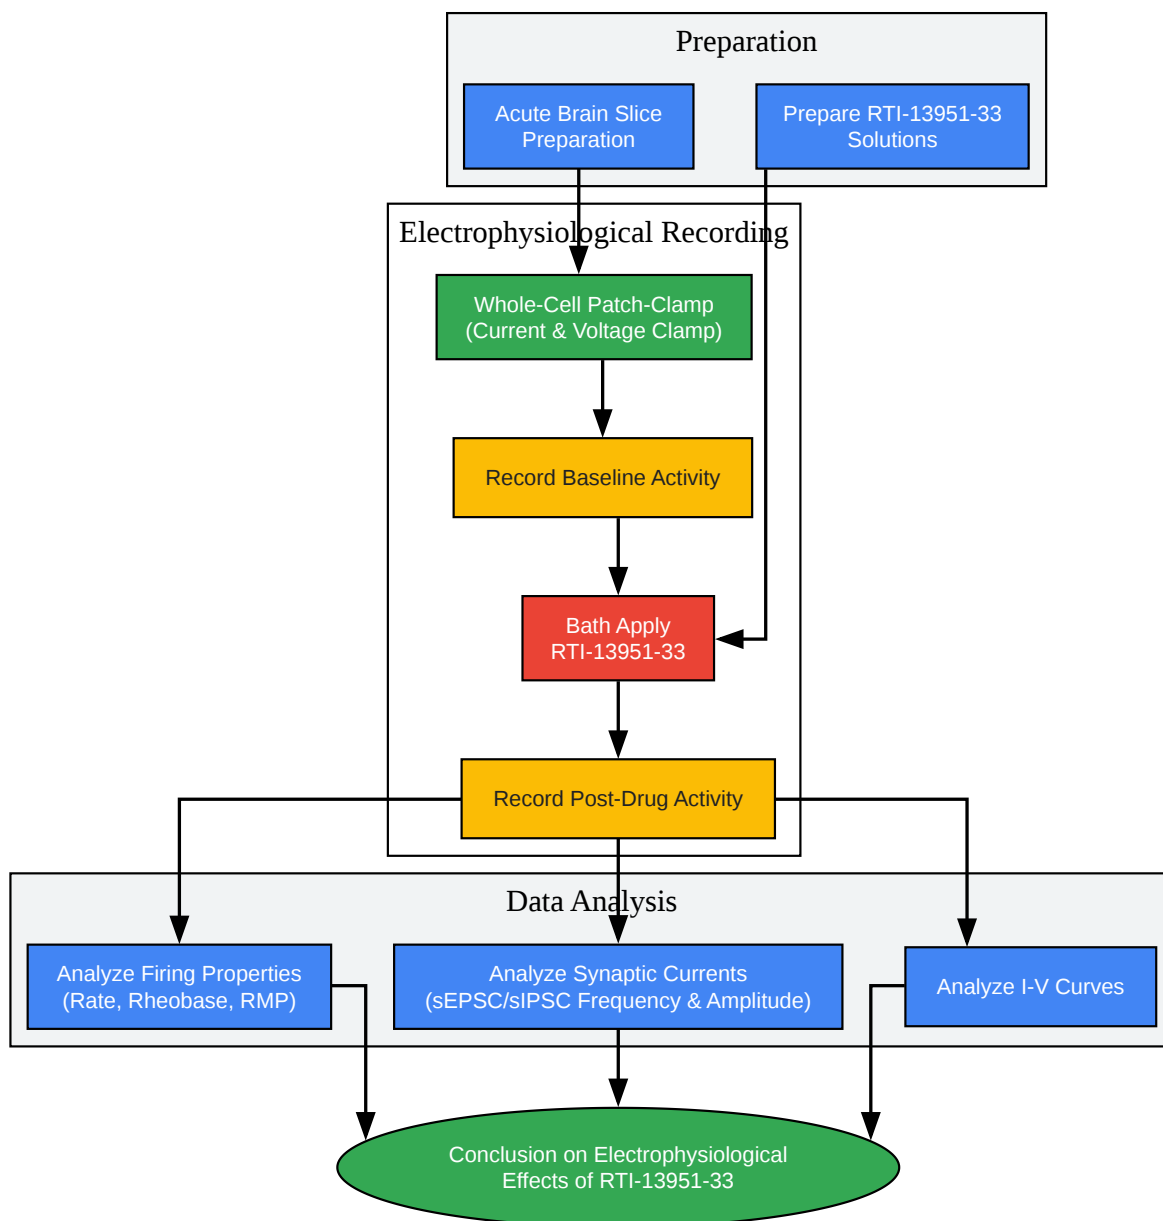 Preparation
Acute Brain Slice
Preparation
Prepare RTI-13951-33
Solutions
Electrophysiological Recording
Whole-Cell Patch-Clamp
(Current & Voltage Clamp)
Record Baseline Activity
Bath Apply
RTI-13951-33
Record Post-Drug Activity
Data Analysis
Analyze Firing Properties
(Rate, Rheobase, RMP)
Analyze Synaptic Currents
(sEPSC/sIPSC Frequency & Amplitude)
Analyze I-V Curves
Conclusion on Electrophysiological
Effects of RTI-13951-33